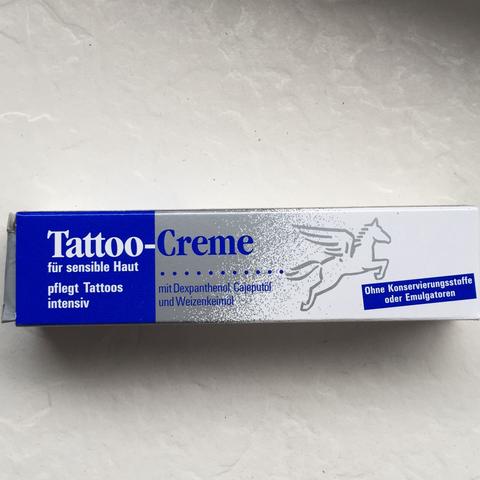 Tattoo-Creme
für sensible Haut
pflegt Tattoos
intensiv
mit Dexpanthenol, Cajeputöl
und Weizenkeimöl
Ohne Konservierungsstoffe
oder Emulgatoren